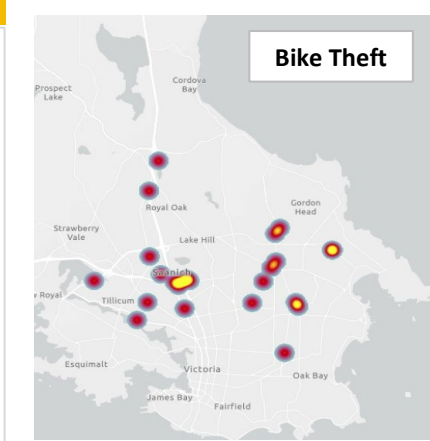 Bike Theft
Cordova
Bay
Prospect
Lake
Royal Oak
Gordon
Head
Strawberry
Vale
Lake Hill
Saanich
w Royal
Tillicum
Esquimalt
Victoria
Oak Bay
James Bay
Fairfield